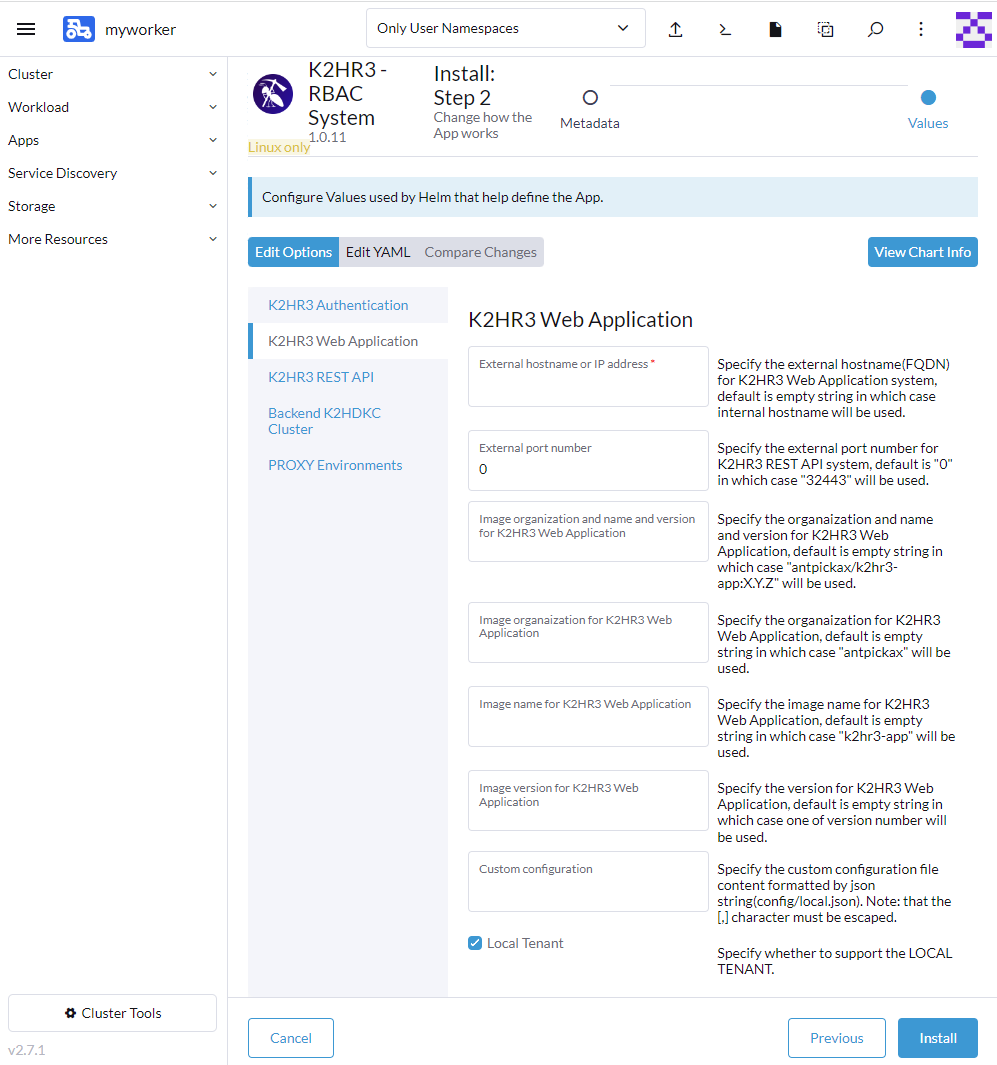 myworker
Only User Namespaces
Cluster
Workload
Apps
Service Discovery
Storage
More Resources
Cluster Tools
v2.7.1
K2HR3 -
RBAC
System
1.0.11
Linux only
Install:
Step 2
Change how the
App works
Metadata
Values
Configure Values used by Helm that help define the App.
Edit Options
Edit YAML
Compare Changes
View Chart Info
K2HR3 Authentication
K2HR3 Web Application
K2HR3 REST API
Backend K2HDKC
Cluster
PROXY Environments
K2HR3 Web Application
External hostname or IP address *
Specify the external hostname(FQDN)
for K2HR3 Web Application system,
default is empty string in which case
internal hostname will be used.
External port number
0
Specify the external port number for
K2HR3 REST API system, default is "0"
in which case "32443" will be used.
Image organization and name and version
for K2HR3 Web Application
Specify the organaization and name
and version for K2HR3 Web
Application, default is empty string in
which case "antpickax/k2hr3-
app:X.Y.Z" will be used.
Image organaization for K2HR3 Web
Application
Specify the organaization for K2HR3
Web Application, default is empty
string in which case "antpickax" will be
used.
Image name for K2HR3 Web Application
Specify the image name for K2HR3
Web Application, default is empty
string in which case "k2hr3-app" will be
used.
Image version for K2HR3 Web
Application
Specify the version for K2HR3 Web
Application, default is empty string in
which case one of version number will
be used.
Custom configuration
Specify the custom configuration file
content formatted by json
string(config/local.json). Note: that the
[,] character must be escaped.
Local Tenant
Specify whether to support the LOCAL
TENANT.
Cancel
Previous
Install